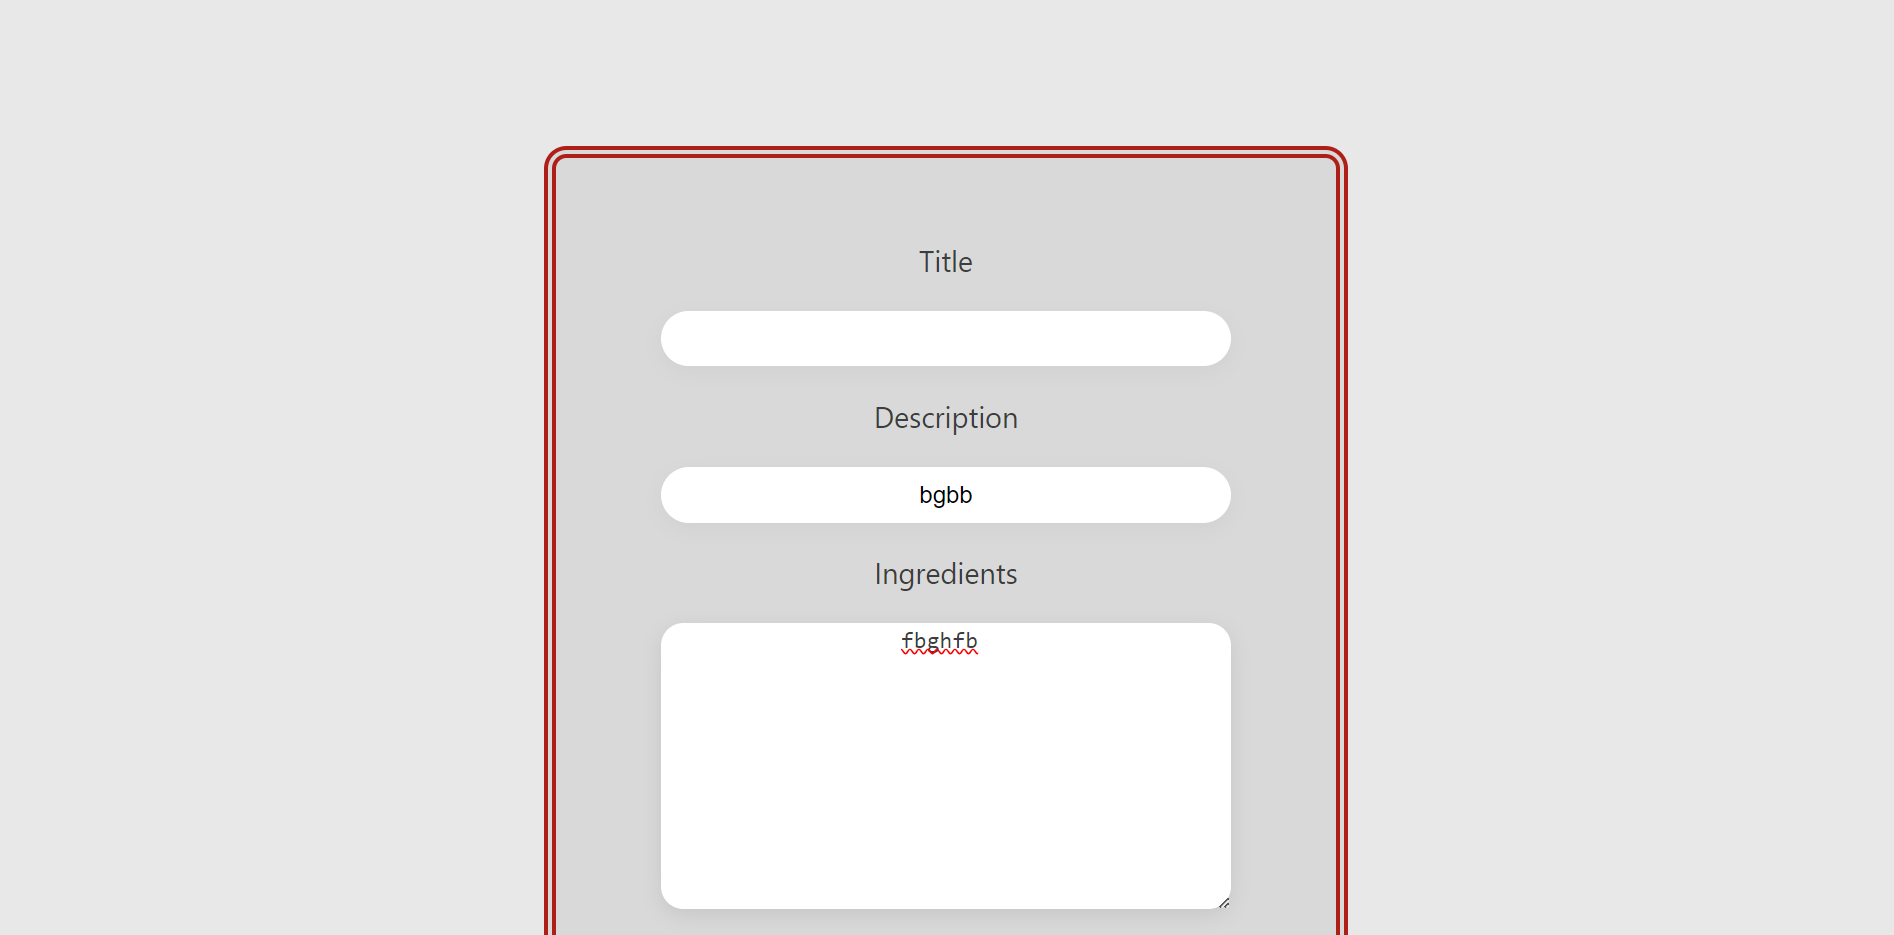 Title
Description
bgbb
Ingredients
fbghfb